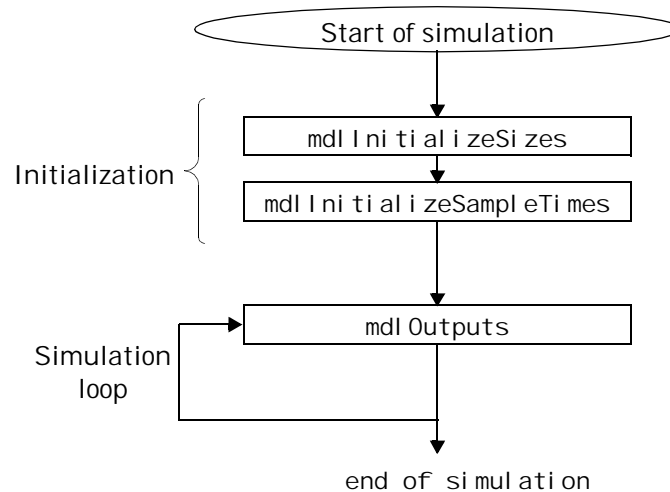 Start of simulation
mdlInitializeSizes
Initialization
mdlInitializeSampleTimes
mdlOutputs
Simulation
loop
end of simulation